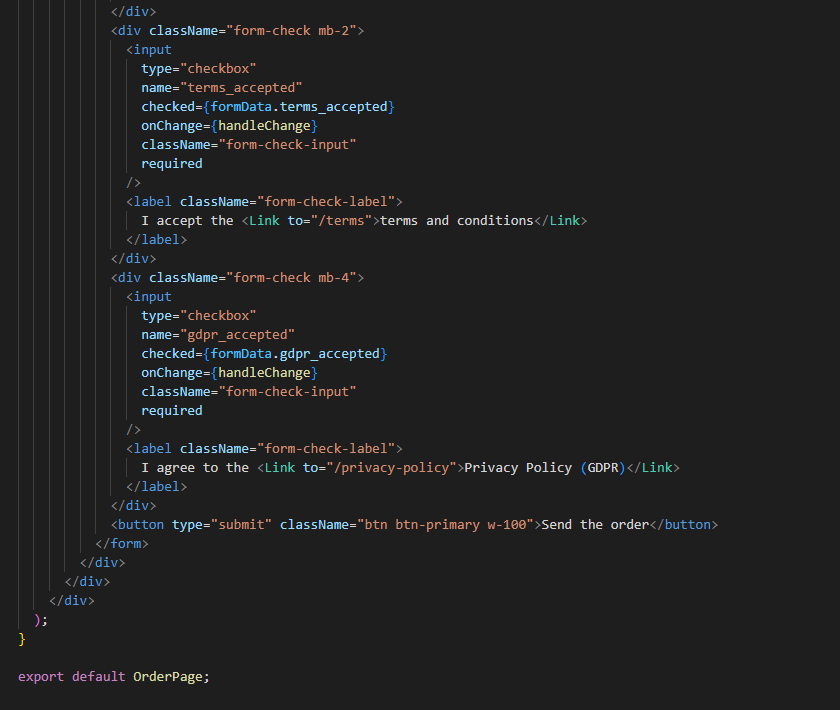 </div>
<div className="form-check mb-2">
<input
type="checkbox"
name="terms_accepted"
checked={formData.terms_accepted}
onChange={handleChange}
className="form-check-input"
required
/>
<label className="form-check-label">
I accept the <Link to="/terms">terms and conditions</Link>
</label>
</div>
<div className="form-check mb-4">
<input
type="checkbox"
name="gdpr_accepted"
checked={formData.gdpr_accepted}
onChange={handleChange}
className="form-check-input"
required
/>
<label className="form-check-label">
I agree to the <Link to="/privacy-policy">Privacy Policy (GDPR)</Link>
</label>
</div>
<button type="submit" className="btn btn-primary w-100">Send the order</button>
</form>
</div>
</div>
</div>
);
}
export default OrderPage;